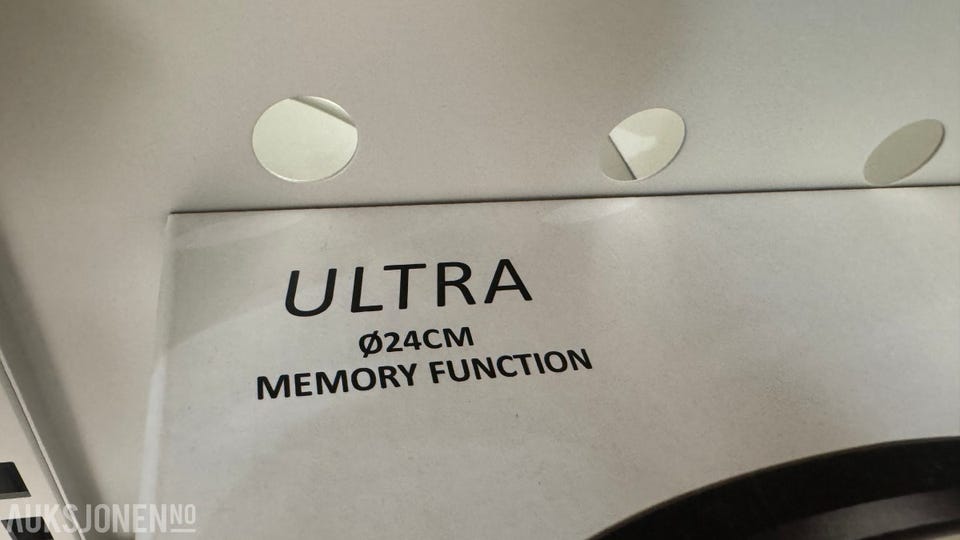 ULTRA
Ø24CM
MEMORY FUNCTION
AUKSJONEN.NO